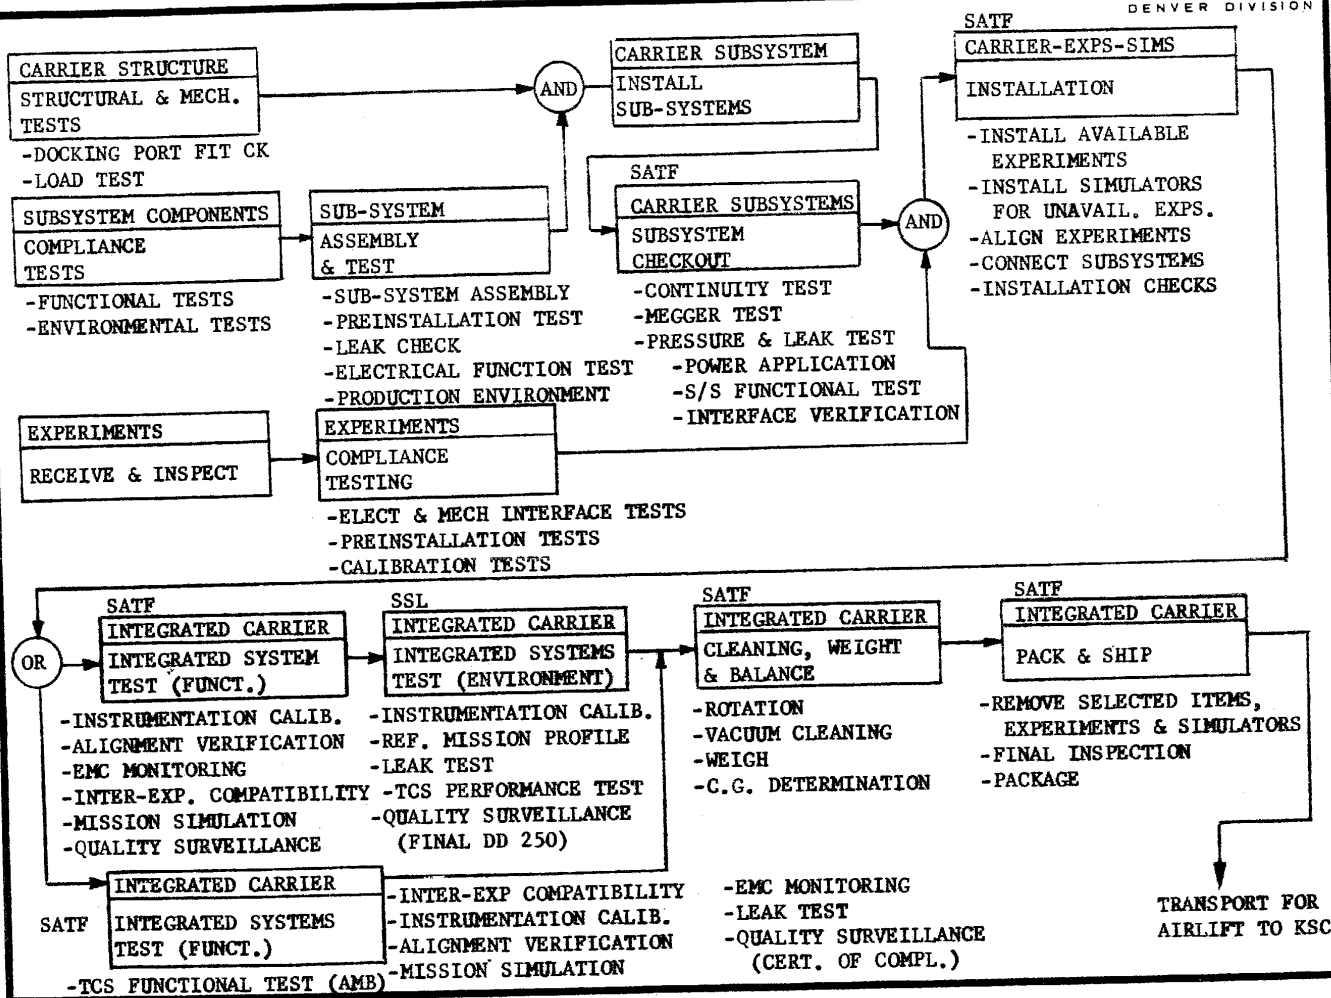 DENVER DIVISION
CARRIER STRUCTURE
STRUCTURAL & MECH.
TESTS
-DOCKING PORT FIT CK
-LOAD TEST
AND
CARRIER SUBSYSTEM
INSTALL
SUB-SYSTEMS
SATF
CARRIER-EXPS-SIMS
INSTALLATION
-INSTALL AVAILABLE
EXPERIMENTS
-INSTALL SIMULATORS
FOR UNAVAIL. EXPS.
-ALIGN EXPERIMENTS
-CONNECT SUBSYSTEMS
-INSTALLATION CHECKS
SUBSYSTEM COMPONENTS
COMPLIANCE
TESTS
-FUNCTIONAL TESTS
-ENVIRONMENTAL TESTS
SUB-SYSTEM
ASSEMBLY
& TEST
-SUB-SYSTEM ASSEMBLY
-PREINSTALLATION TEST
-LEAK CHECK
-ELECTRICAL FUNCTION TEST
-PRODUCTION ENVIRONMENT
SATF
CARRIER SUBSYSTEMS
SUBSYSTEM
CHECKOUT
-CONTINUITY TEST
-MEGGER TEST
-PRESSURE & LEAK TEST
-POWER APPLICATION
-S/S FUNCTIONAL TEST
-INTERFACE VERIFICATION
AND
EXPERIMENTS
RECEIVE & INSPECT
EXPERIMENTS
COMPLIANCE
TESTING
-ELECT & MECH INTERFACE TESTS
-PREINSTALLATION TESTS
-CALIBRATION TESTS
OR
SATF
INTEGRATED CARRIER
INTEGRATED SYSTEM
TEST (FUNCT.)
-INSTRUMENTATION CALIB.
-ALIGNMENT VERIFICATION
-EMC MONITORING
-INTER-EXP. COMPATIBILITY
-MISSION SIMULATION
-QUALITY SURVEILLANCE
SSL
INTEGRATED CARRIER
INTEGRATED SYSTEMS
TEST (ENVIRONMENT)
-INSTRUMENTATION CALIB.
-REF. MISSION PROFILE
-LEAK TEST
-TCS PERFORMANCE TEST
-QUALITY SURVEILLANCE
(FINAL DD 250)
SATF
INTEGRATED CARRIER
CLEANING, WEIGHT
& BALANCE
-ROTATION
-VACUUM CLEANING
-WEIGH
-C.G. DETERMINATION
SATF
INTEGRATED CARRIER
PACK & SHIP
-REMOVE SELECTED ITEMS,
EXPERIMENTS & SIMULATORS
-FINAL INSPECTION
-PACKAGE
SATF
INTEGRATED CARRIER
INTEGRATED SYSTEMS
TEST (FUNCT.)
-TCS FUNCTIONAL TEST (AMB)
-INTER-EXP COMPATIBILITY
-INSTRUMENTATION CALIB.
-ALIGNMENT VERIFICATION
-MISSION SIMULATION
-EMC MONITORING
-LEAK TEST
-QUALITY SURVEILLANCE
(CERT. OF COMPL.)
TRANSPORT FOR
AIRLIFT TO KSC